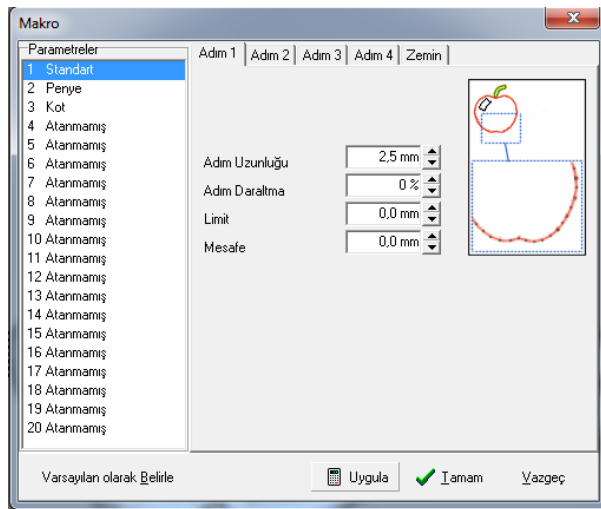 Makro
Parametreler
1 Standart
2 Penye
3 Kot
4 Atanmamış
5 Atanmamış
6 Atanmamış
7 Atanmamış
8 Atanmamış
9 Atanmamış
10 Atanmamış
11 Atanmamış
12 Atanmamış
13 Atanmamış
14 Atanmamış
15 Atanmamış
16 Atanmamış
17 Atanmamış
18 Atanmamış
19 Atanmamış
20 Atanmamış
Adım 1 Adım 2 Adım 3 Adım 4 Zemin
Adım Uzunluğu 2,5 mm
Adım Daraltma 0 %
Limit 0,0 mm
Mesafe 0,0 mm
Varsayılan olarak Belirle Uygula Tamam Vazgeç